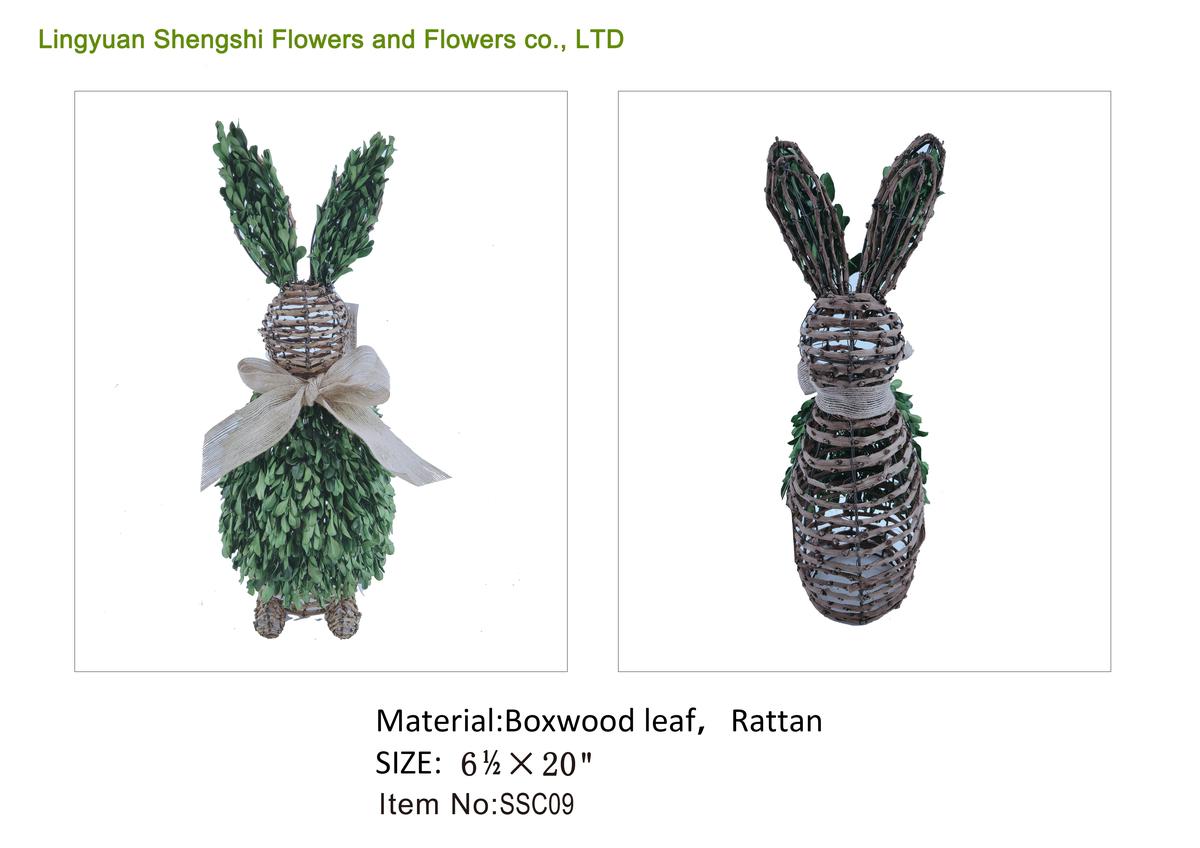 Lingyuan Shengshi Flowers and Flowers co., LTD
Material:Boxwood leaf, Rattan
SIZE: 6½×20"
Item No:SSC09